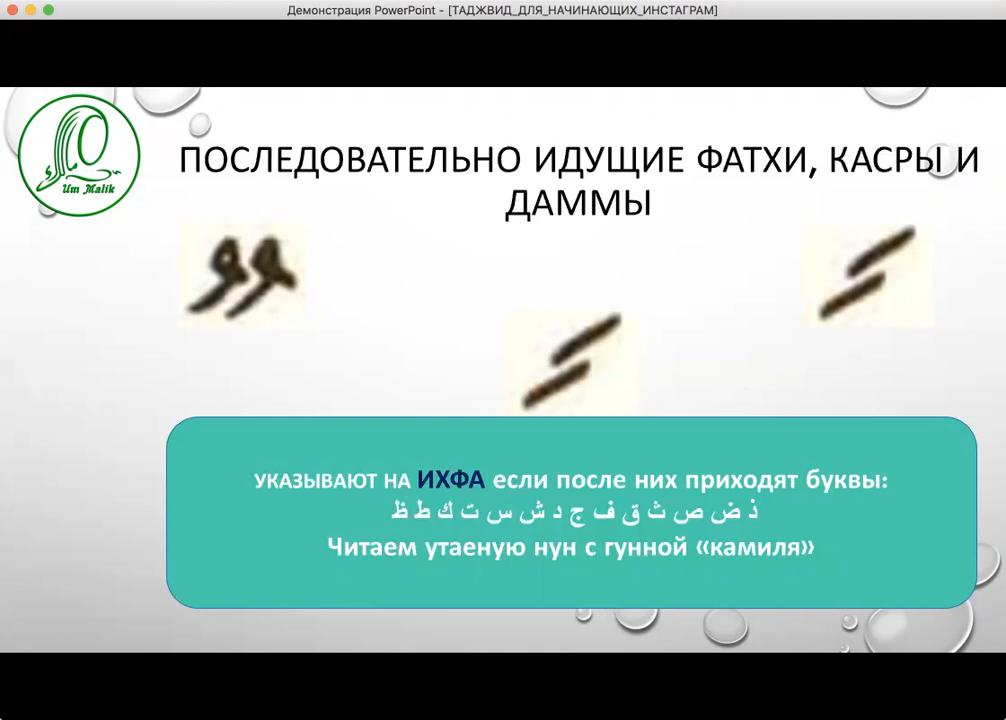 Демонстрация PowerPoint - [ТАДЖВИД_ДЛЯ_НАЧИНАЮЩИХ_ИНСТАГРАМ]
Um Malik
ПОСЛЕДОВАТЕЛЬНО ИДУЩИЕ ФАТХИ, КАСРЫ И
ДАММЫ
УКАЗЫВАЮТ НА ИХФА если после них приходят буквы:
ذ ض ص ث ق ف ج د ش س ت ك ط ظ
Читаем утаеную нун с гунной «камиля»